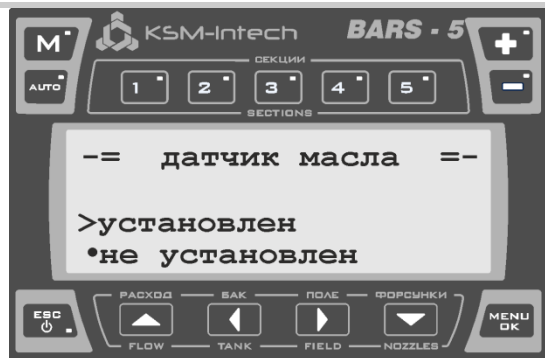 M KSM-Intech BARS - 5 +
СЕКЦИИ
AUTO 1 2 3 4 5 -
SECTIONS
-= датчик масла =-
>установлен
•не установлен
РАСХОД БАК ПОЛЕ ФОРСУНКИ
ESC MENU
OK
FLOW TANK FIELD NOZZLES